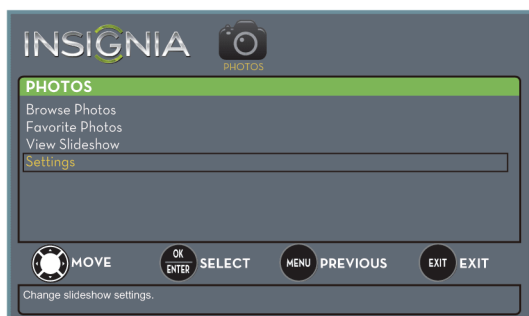 INSIGNIA
PHOTOS
PHOTOS
Browse Photos
Favorite Photos
View Slideshow
Settings
MOVE OK ENTER SELECT MENU PREVIOUS EXIT EXIT
Change slideshow settings.